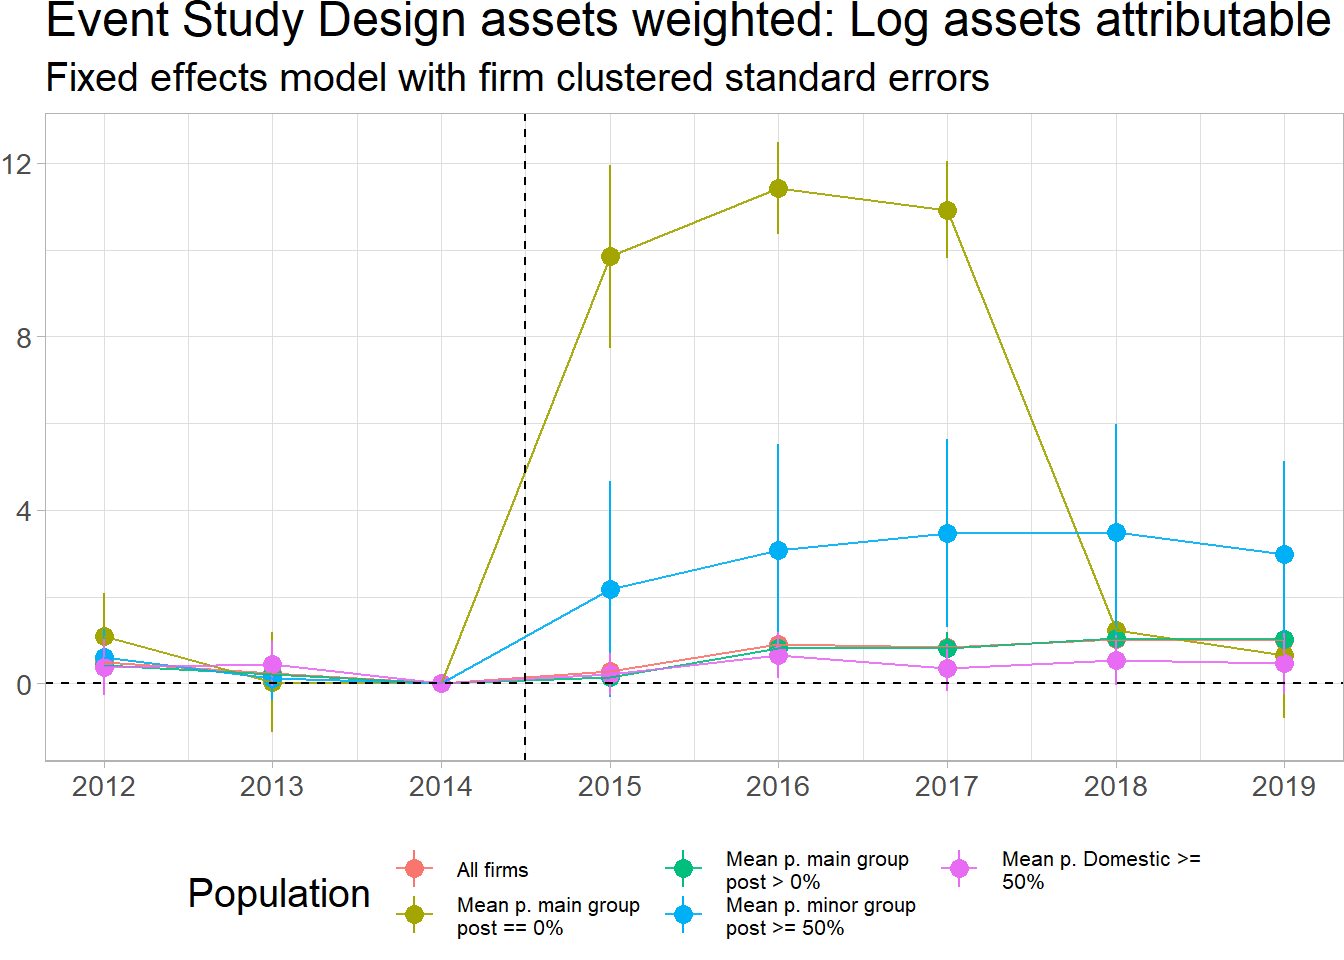 Event Study Design assets weighted: Log assets attributable
Fixed effects model with firm clustered standard errors
12
8
4
0
2012 2013 2014 2015 2016 2017 2018 2019
Population
All firms
Mean p. main group
post == 0%
Mean p. main group
post > 0%
Mean p. minor group
post >= 50%
Mean p. Domestic >=
50%